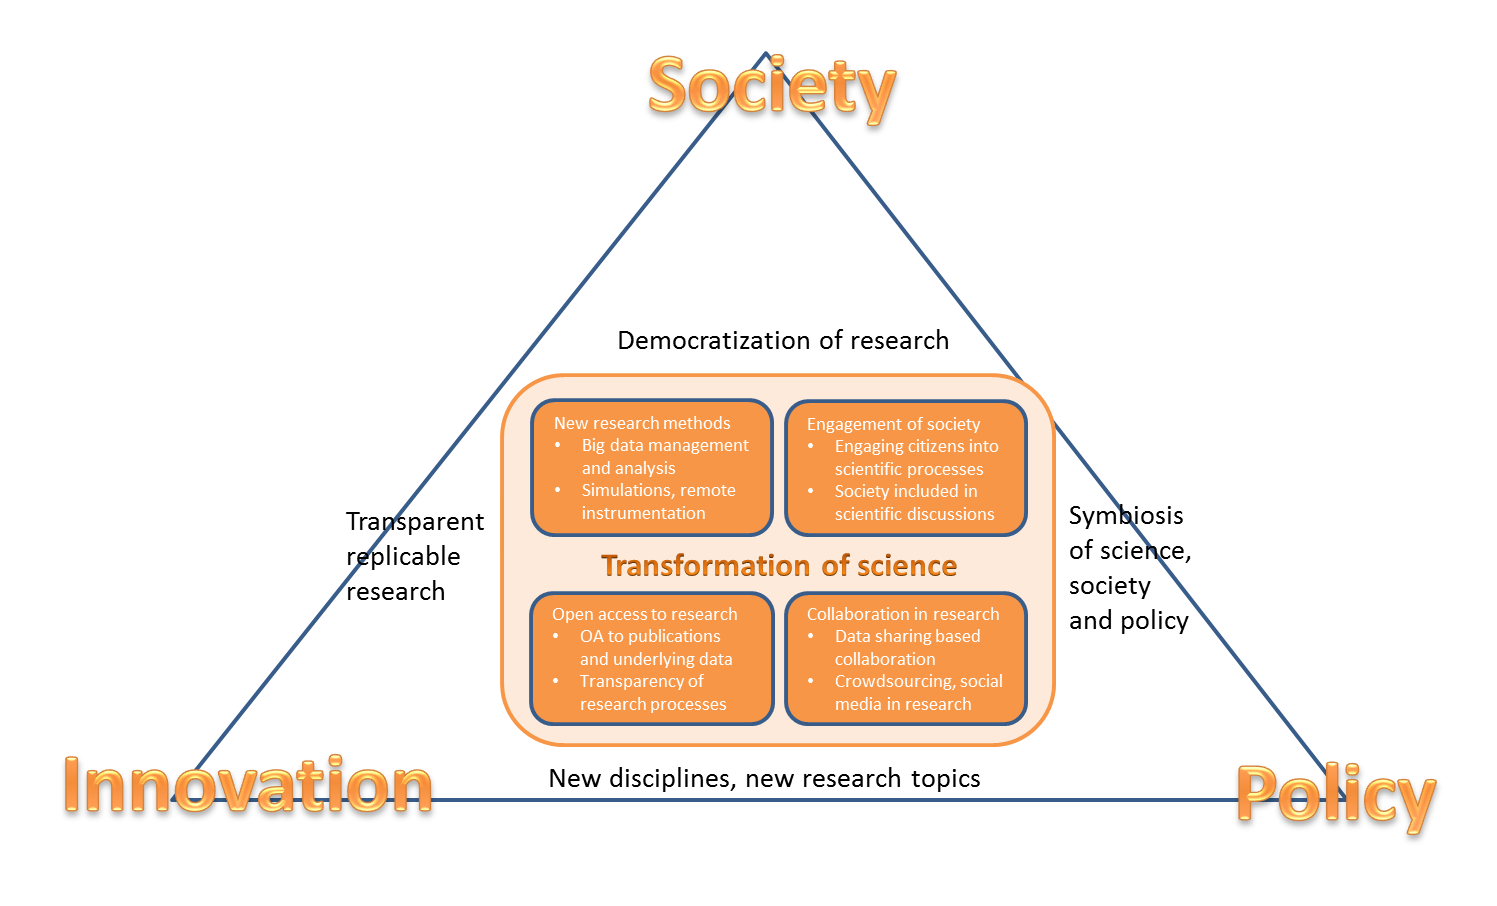 Society
Democratization of research
New research methods
• Big data management
and analysis
• Simulations, remote
instrumentation
Engagement of society
• Engaging citizens into
scientific processes
• Society included in
scientific discussions
Transparent
replicable
research
Symbiosis
of science,
society
and policy
Transformation of science
Open access to research
• OA to publications
and underlying data
• Transparency of
research processes
Collaboration in research
• Data sharing based
collaboration
• Crowdsourcing, social
media in research
Innovation
New disciplines, new research topics
Policy